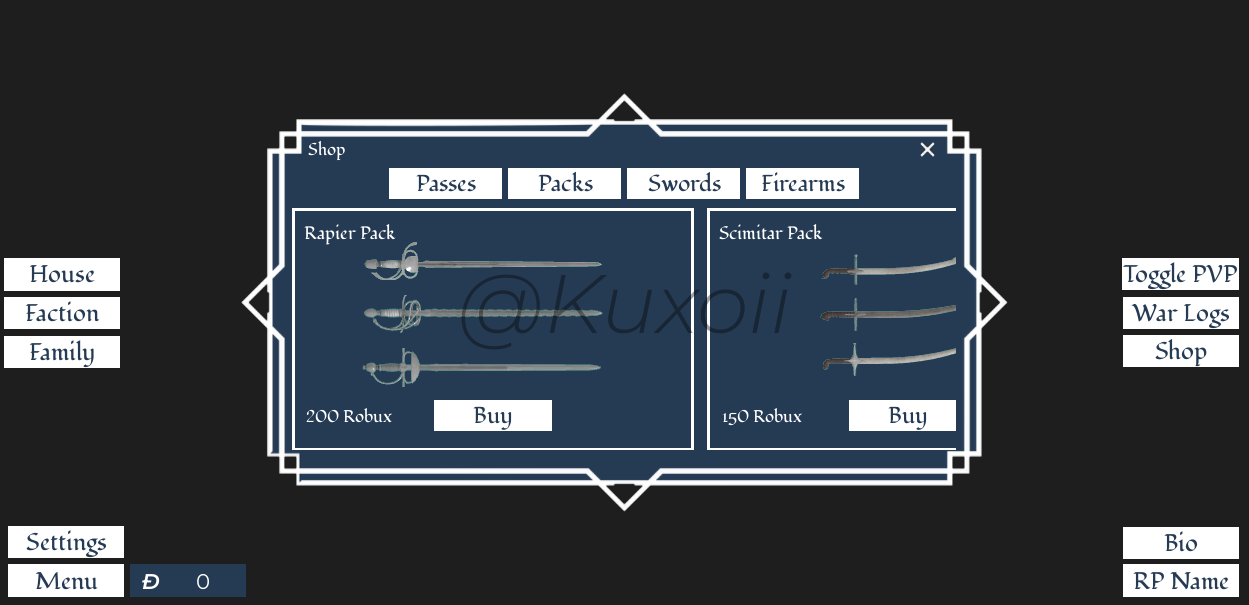 Shop
Passes
Packs
Swords
Firearms
Rapier Pack
Scimitar Pack
@Kuxoii
200 Robux
Buy
150 Robux
Buy
House
Faction
Family
Toggle PVP
War Logs
Shop
Settings
Menu
Đ 0
Bio
RP Name